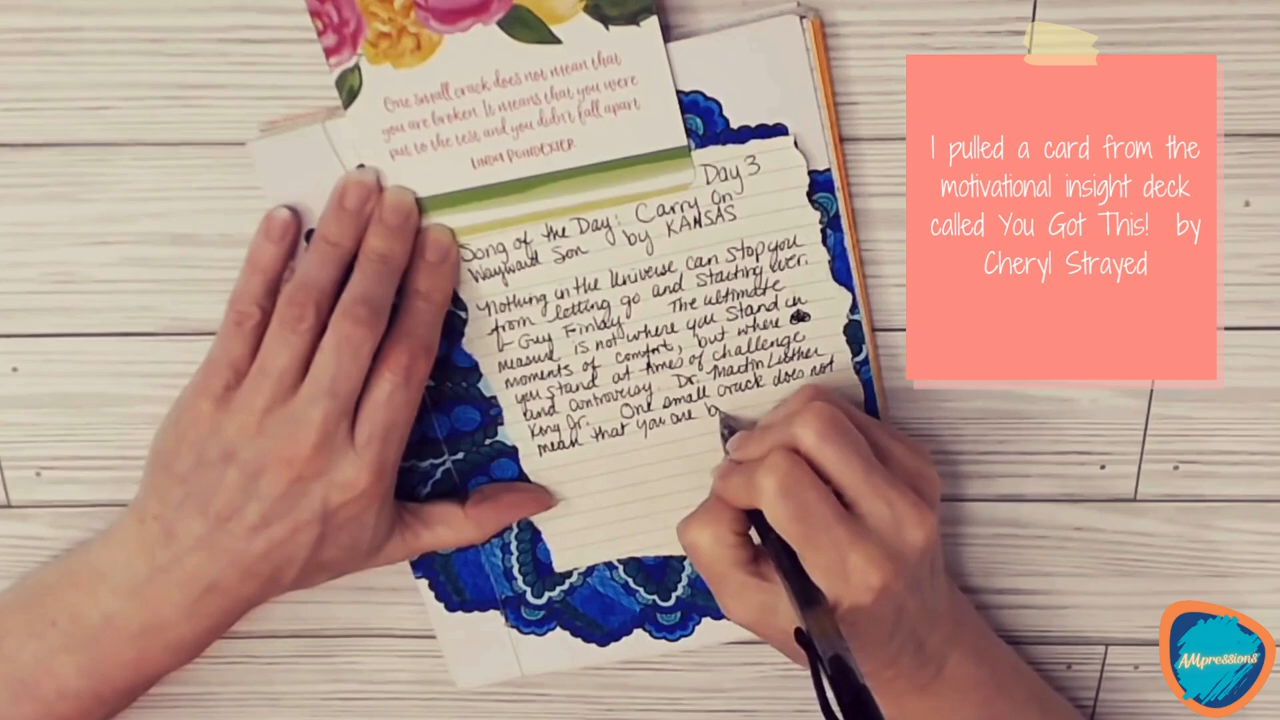 One small crack does not mean that
you are broken. It means that you were
put to the test and you didn't fall apart
LINDA POINDEXTER
Day 3
Song of the Day: Carry On
Wayward Son by KANSAS
Nothing in the Universe can stop you
from letting go and starting over.
- Guy Finlay The ultimate
measure is not where you stand in
moments of comfort, but where
you stand at times of challenge
and controversy. Dr. Martin Luther
King Jr. One small crack does not
mean that you are b
I pulled a card from the
motivational insight deck
called You Got This! by
Cheryl Strayed
AMpressions